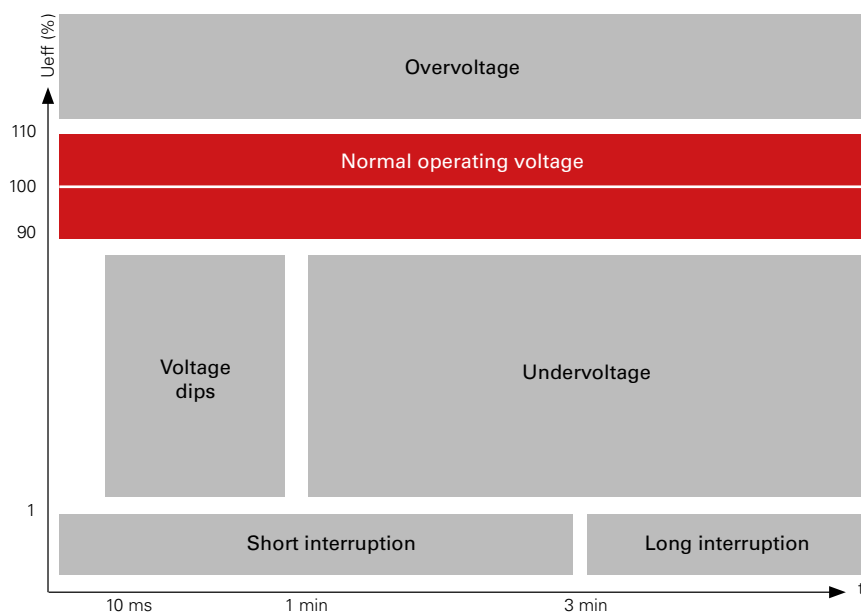 Ueff (%)
Overvoltage
110
Normal operating voltage
100
90
Voltage
dips
Undervoltage
1
Short interruption
Long interruption
t
10 ms
1 min
3 min